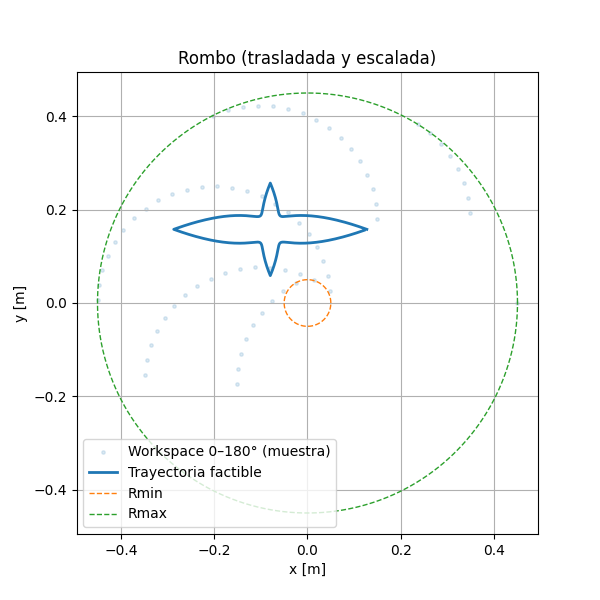 Rombo (trasladada y escalada)
y [m]
0.4
0.2
0.0
−0.2
−0.4
Workspace 0–180° (muestra)
Trayectoria factible
Rmin
Rmax
−0.4 −0.2 0.0 0.2 0.4
x [m]